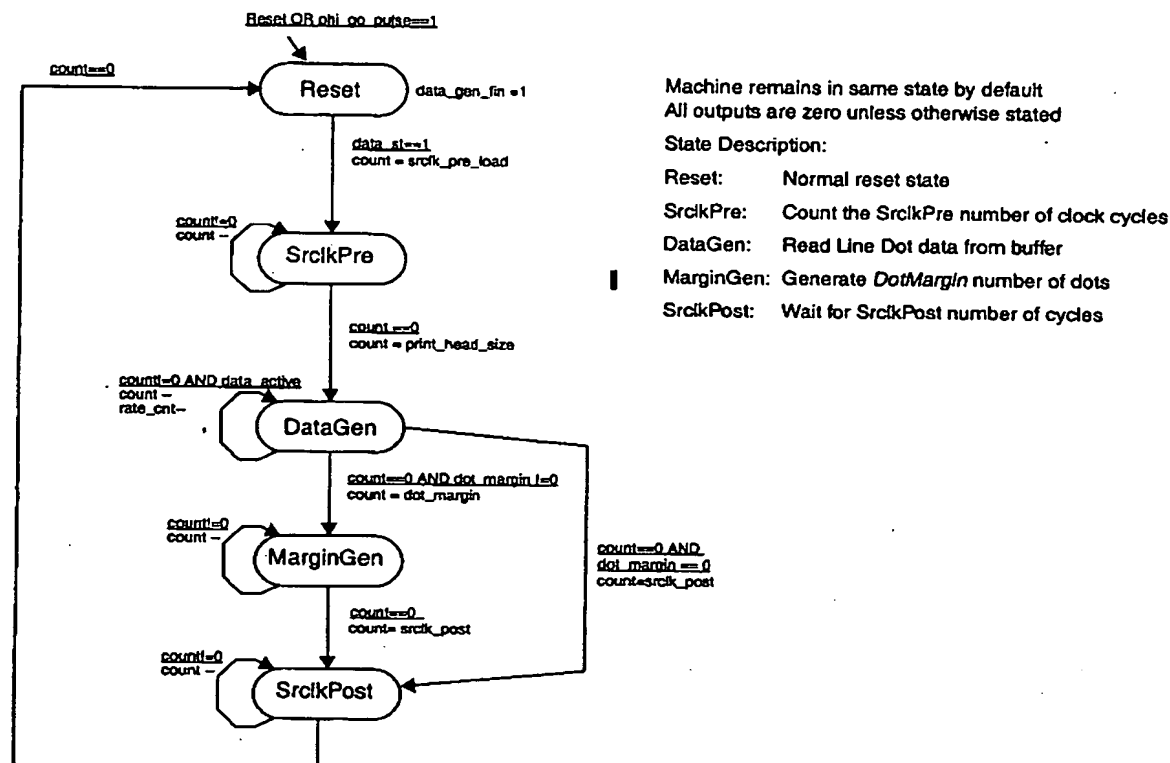 Reset OR phi_go_pulse==1
count==0
Reset
data_gen_fin =1
data_st==1
count = srclk_pre_load
count!=0
count --
SrclkPre
count ==0
count = print_head_size
count!=0 AND data_active
count --
rate_cnt--
DataGen
count==0 AND dot_margin !=0
count = dot_margin
count!=0
count --
MarginGen
count==0 AND
dot_margin == 0
count=srclk_post
count==0
count= srclk_post
count!=0
count --
SrclkPost
Machine remains in same state by default
All outputs are zero unless otherwise stated
State Description:
Reset: Normal reset state
SrclkPre: Count the SrclkPre number of clock cycles
DataGen: Read Line Dot data from buffer
MarginGen: Generate DotMargin number of dots
SrclkPost: Wait for SrclkPost number of cycles